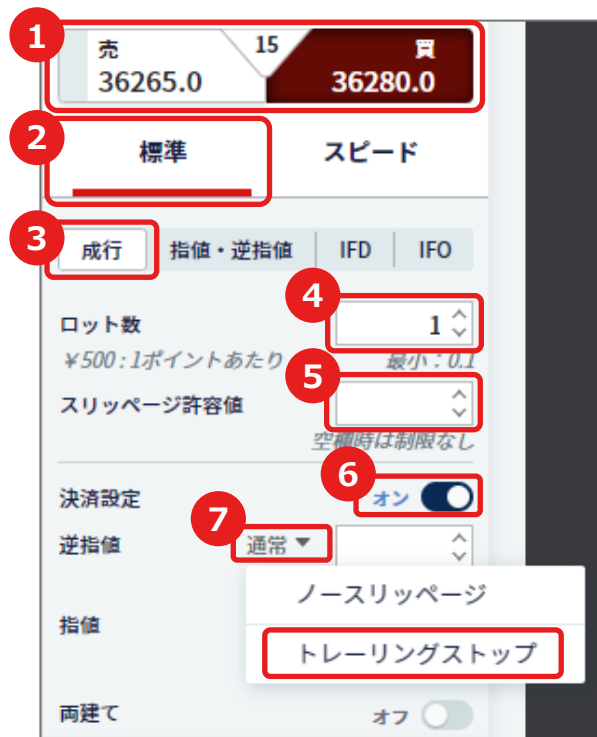 1
売 15 買
36265.0 36280.0
2
標準 スピード
3
成行 指値・逆指値 IFD IFO
4
ロット数 1
¥500 : 1ポイントあたり 最小：0.1
5
スリッページ許容値
空欄時は制限なし
6
決済設定 オン
7
逆指値 通常▼
ノースリッページ
指値
トレーリングストップ
両建て オフ